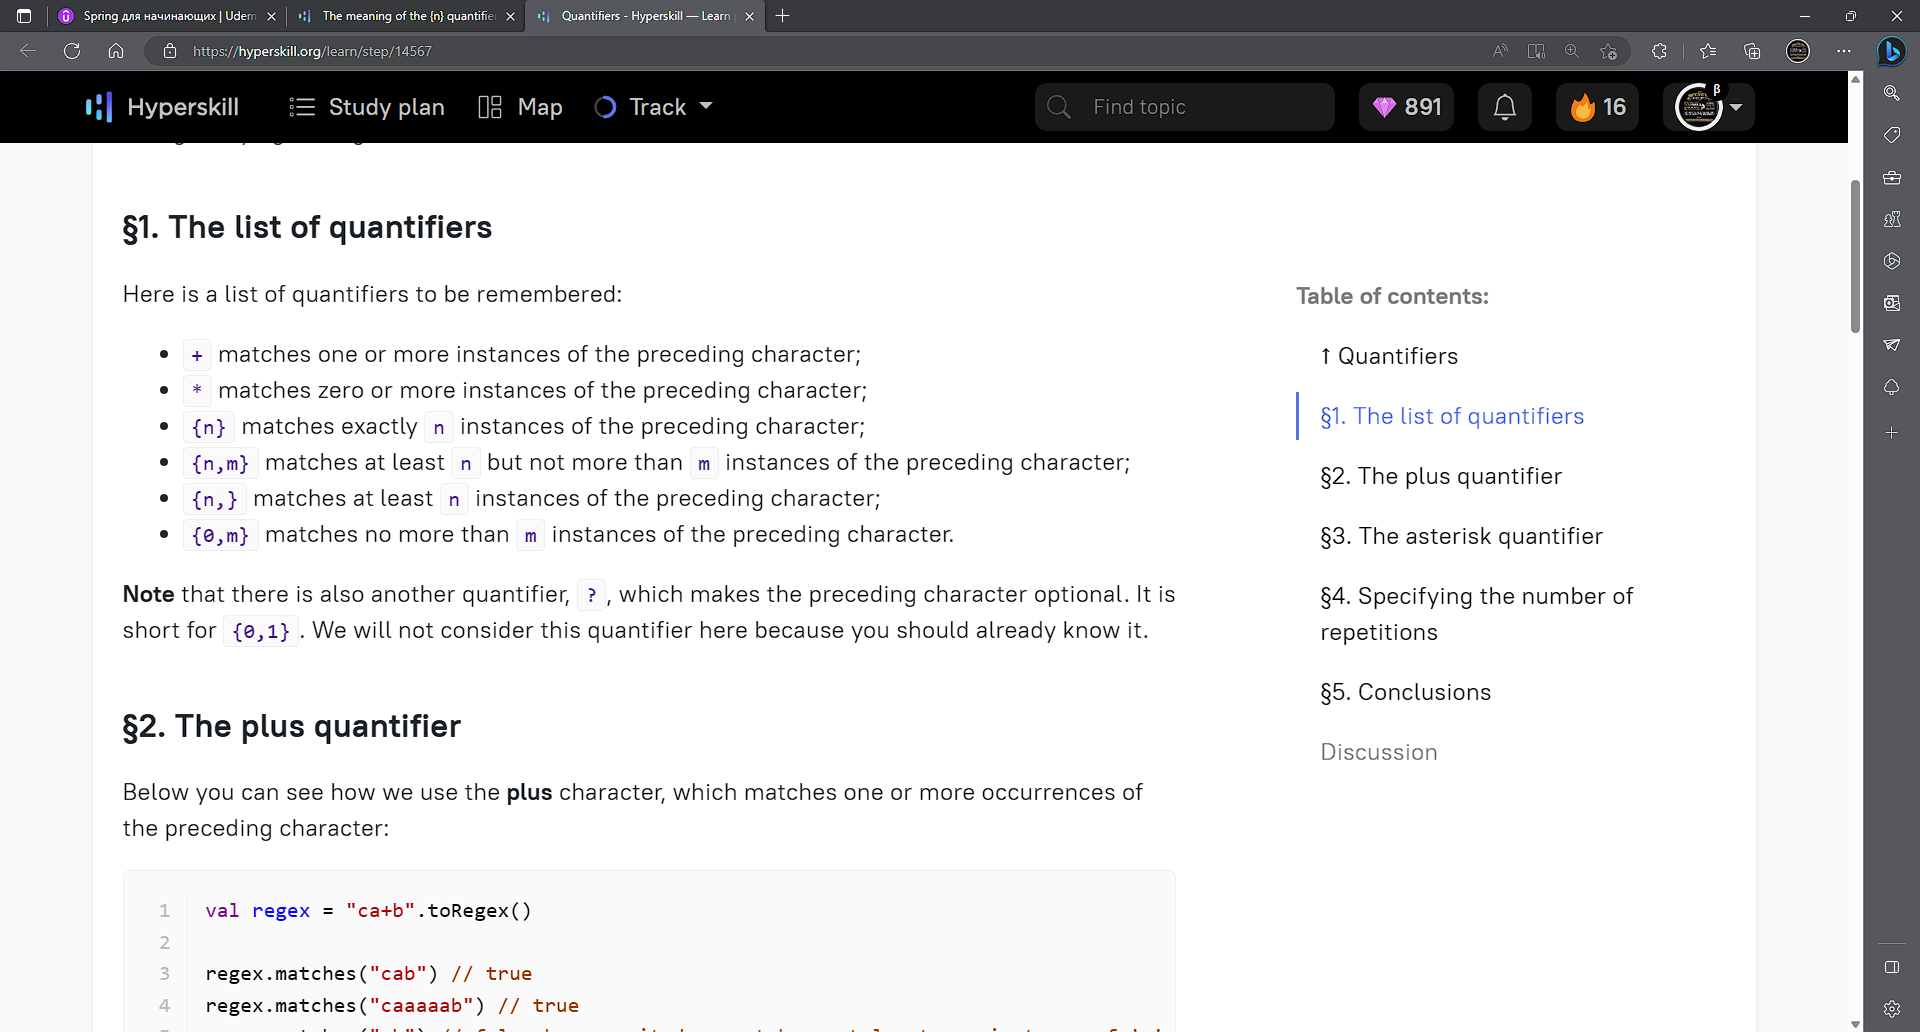 Spring для начинающих | Udem
The meaning of the {n} quantifier
Quantifiers - Hyperskill — Learn
https://hyperskill.org/learn/step/14567
Hyperskill
Study plan
Map
Track
Find topic
891
16
β
§1. The list of quantifiers
Here is a list of quantifiers to be remembered:
• + matches one or more instances of the preceding character;
• * matches zero or more instances of the preceding character;
• {n} matches exactly n instances of the preceding character;
• {n,m} matches at least n but not more than m instances of the preceding character;
• {n,} matches at least n instances of the preceding character;
• {0,m} matches no more than m instances of the preceding character.
Note that there is also another quantifier, ?, which makes the preceding character optional. It is
short for {0,1}. We will not consider this quantifier here because you should already know it.
§2. The plus quantifier
Below you can see how we use the plus character, which matches one or more occurrences of
the preceding character:
1 val regex = "ca+b".toRegex()
2
3 regex.matches("cab") // true
4 regex.matches("caaaaab") // true
Table of contents:
↑ Quantifiers
§1. The list of quantifiers
§2. The plus quantifier
§3. The asterisk quantifier
§4. Specifying the number of
repetitions
§5. Conclusions
Discussion